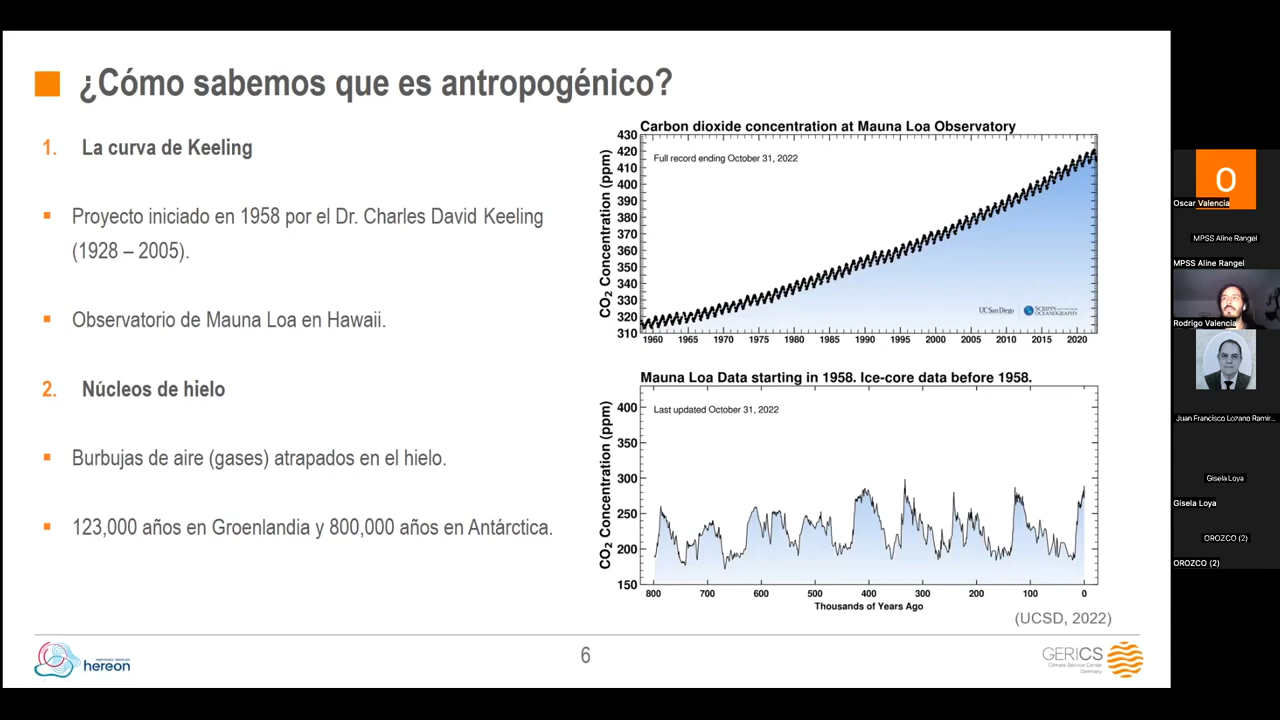 ¿Cómo sabemos que es antropogénico?
1. La curva de Keeling
Proyecto iniciado en 1958 por el Dr. Charles David Keeling
(1928 – 2005).
Observatorio de Mauna Loa en Hawaii.
2. Núcleos de hielo
Burbujas de aire (gases) atrapados en el hielo.
123,000 años en Groenlandia y 800,000 años en Antárctica.
Carbon dioxide concentration at Mauna Loa Observatory
Full record ending October 31, 2022
CO₂ Concentration (ppm)
430
420
410
400
390
380
370
360
350
340
330
320
310
1960 1965 1970 1975 1980 1985 1990 1995 2000 2005 2010 2015 2020
UC San Diego
SCRIPPS
OCEANOGRAPHY
Mauna Loa Data starting in 1958. Ice-core data before 1958.
Last updated October 31, 2022
CO₂ Concentration (ppm)
400
350
300
250
200
150
800 700 600 500 400 300 200 100 0
Thousands of Years Ago
(UCSD, 2022)
hereon
6
GERICS
Climate Service Center
Germany
O
Oscar Valencia
MPSS Aline Rangel
MPSS Aline Rangel
Rodrigo Valencia
Juan Francisco Lozano Ramir...
Gisela Loya
Gisela Loya
OROZCO (2)
OROZCO (2)